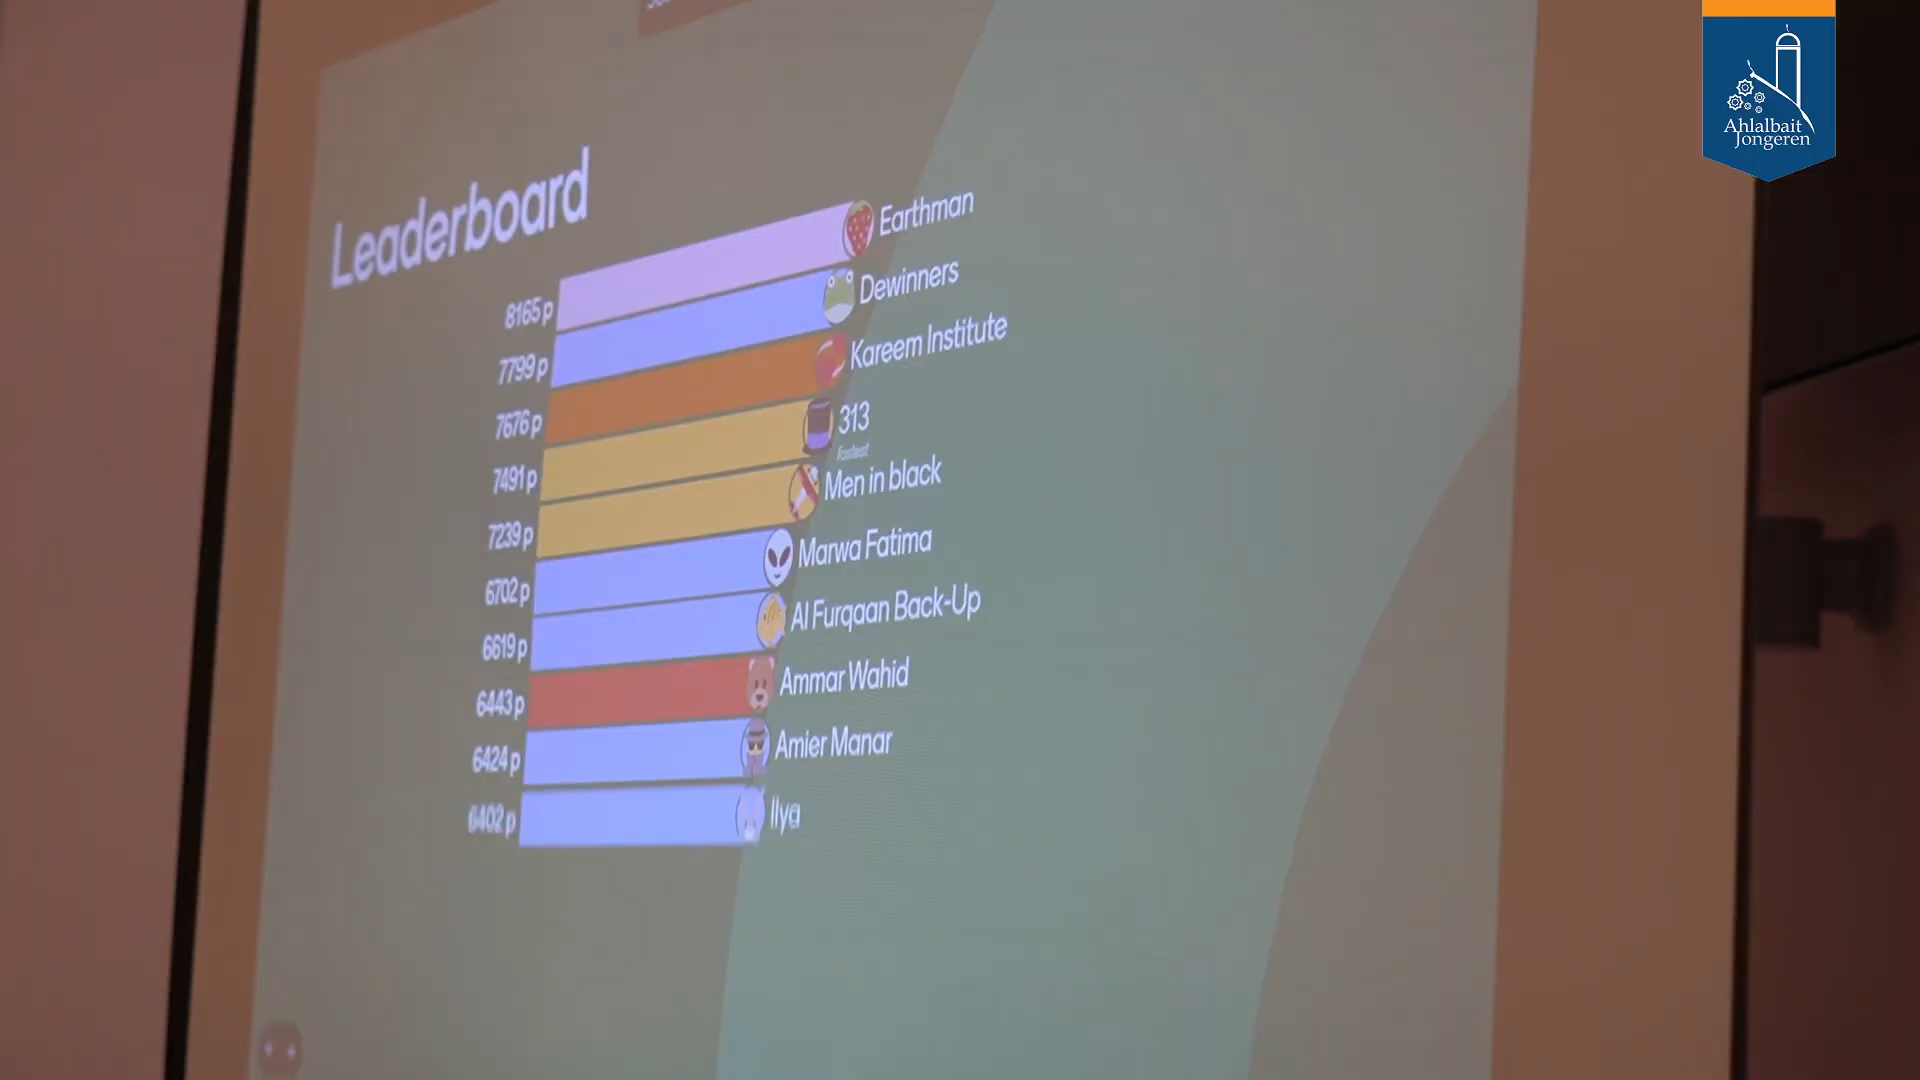 Leaderboard
8165 p Earthman
7799 p Dewinners
7676 p Kareem Institute
7491 p 313
fastest
7239 p Men in black
6702 p Marwa Fatima
6619 p Al Furqaan Back-Up
6443 p Ammar Wahid
6424 p Amier Manar
6402 p Ilya
Ahlalbait
Jongeren